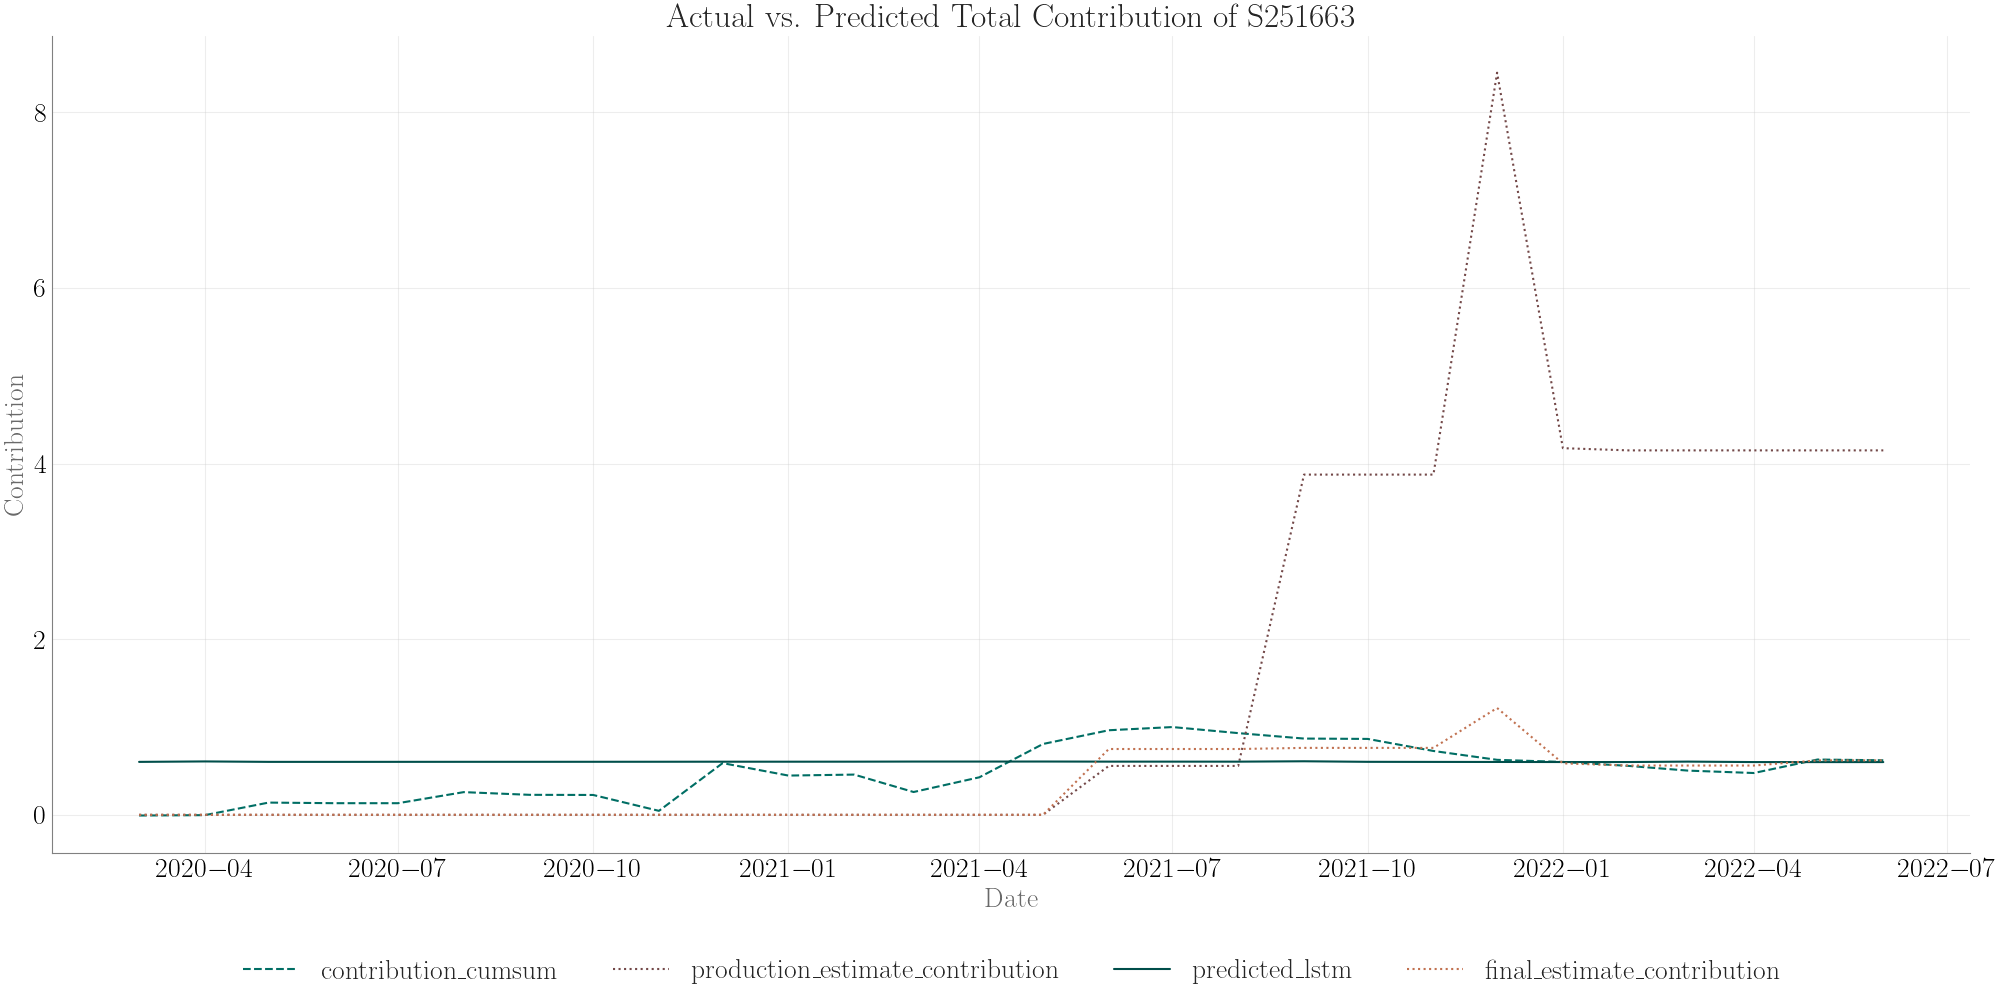 Actual vs. Predicted Total Contribution of S251663
Contribution
8
6
4
2
0
2020−04 2020−07 2020−10 2021−01 2021−04 2021−07 2021−10 2022−01 2022−04 2022−07
Date
contribution_cumsum production_estimate_contribution predicted_lstm final_estimate_contribution